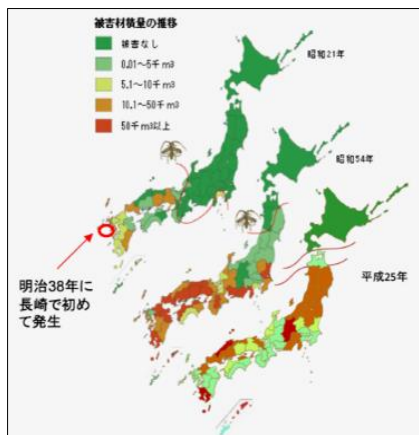 被害材積量の推移
被害なし
0.01~5千m³
5.1~10千m³
10.1~50千m³
50千m³以上
昭和21年
昭和54年
平成25年
明治38年に
長崎で初め
て発生